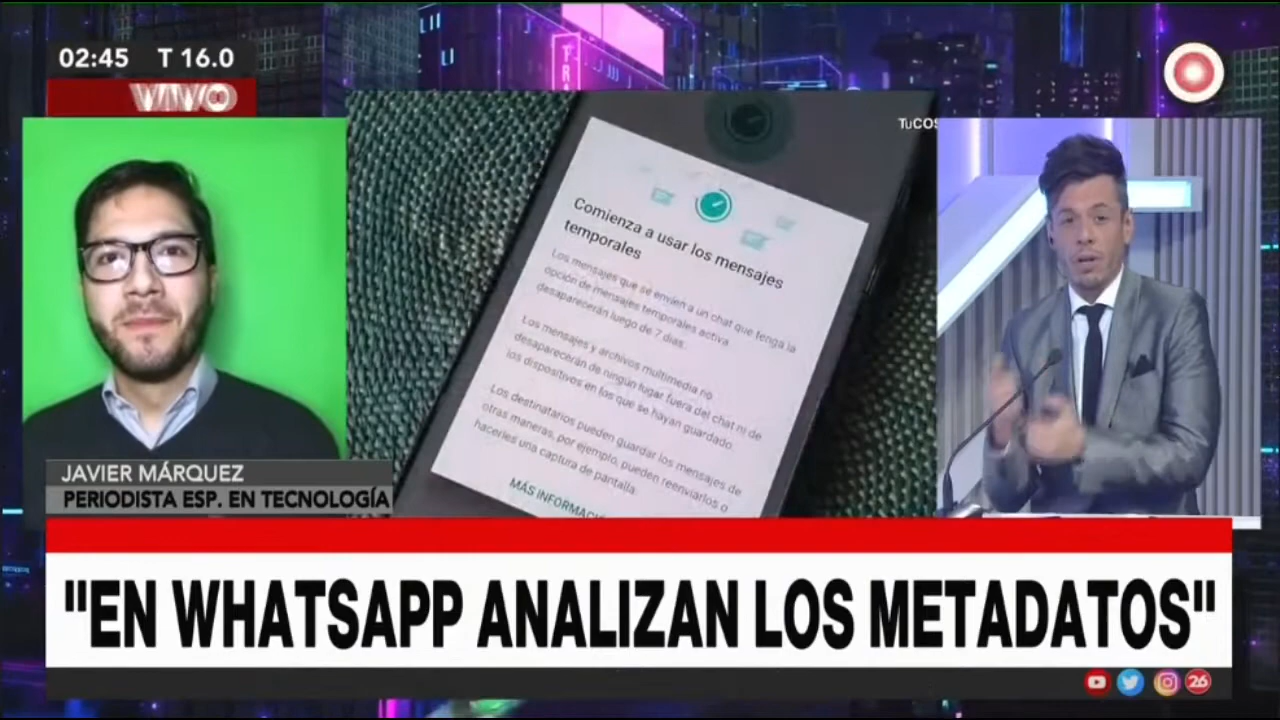 02:45 T 16.0
VIVO
TuCOS
Comienza a usar los mensajes
temporales
Los mensajes que se envíen a un chat que tenga la
opción de mensajes temporales activa
desaparecerán luego de 7 días.
Los mensajes y archivos multimedia no
desaparecerán de ningún lugar fuera del chat ni de
los dispositivos en los que se hayan guardado.
Los destinatarios pueden guardar los mensajes de
otras maneras, por ejemplo, pueden reenviarlos o
hacerles una captura de pantalla.
MÁS INFORMACI
JAVIER MÁRQUEZ
PERIODISTA ESP. EN TECNOLOGÍA
"EN WHATSAPP ANALIZAN LOS METADATOS"
26